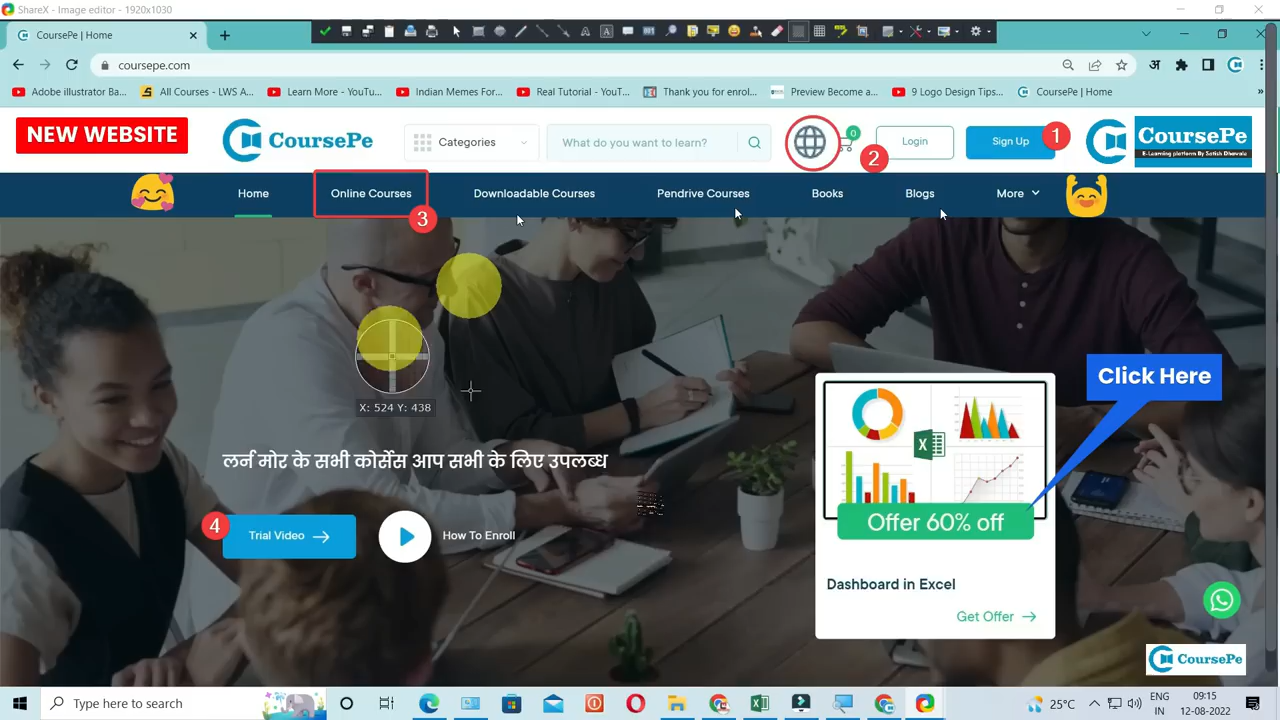 ShareX - Image editor - 1920x1030
CoursePe | Home
coursepe.com
अ
Adobe illustrator Ba...
All Courses - LWS A...
Learn More - YouTu...
Indian Memes For...
Real Tutorial - YouT...
Thank you for enrol...
Preview Become a...
9 Logo Design Tips...
CoursePe | Home
NEW WEBSITE
CoursePe
Categories
What do you want to learn?
0
2
Login
Sign Up
1
CoursePe
E-Learning platform By Satish Dhawale
Home
Online Courses
3
Downloadable Courses
Pendrive Courses
Books
Blogs
More
X: 524 Y: 438
Click Here
लर्न मोर के सभी कोर्सेस आप सभी के लिए उपलब्ध
Offer 60% off
4
Trial Video
How To Enroll
Dashboard in Excel
Get Offer
CoursePe
Type here to search
25°C
ENG
IN
09:15
12-08-2022